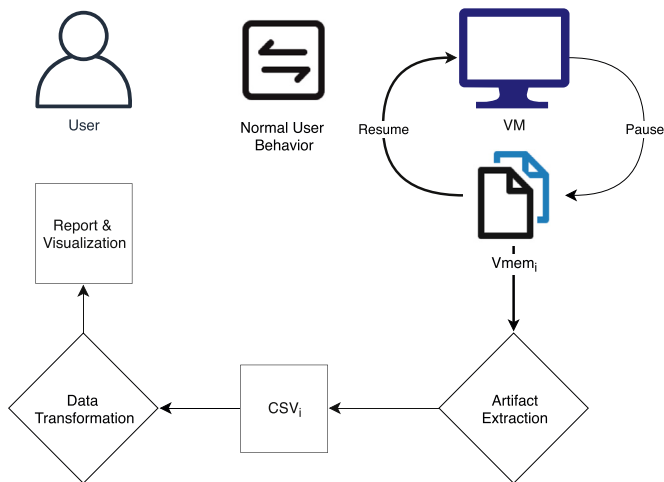 User
Normal User
Behavior
Resume
VM
Pause
Vmemᵢ
Report &
Visualization
Data
Transformation
CSVᵢ
Artifact
Extraction